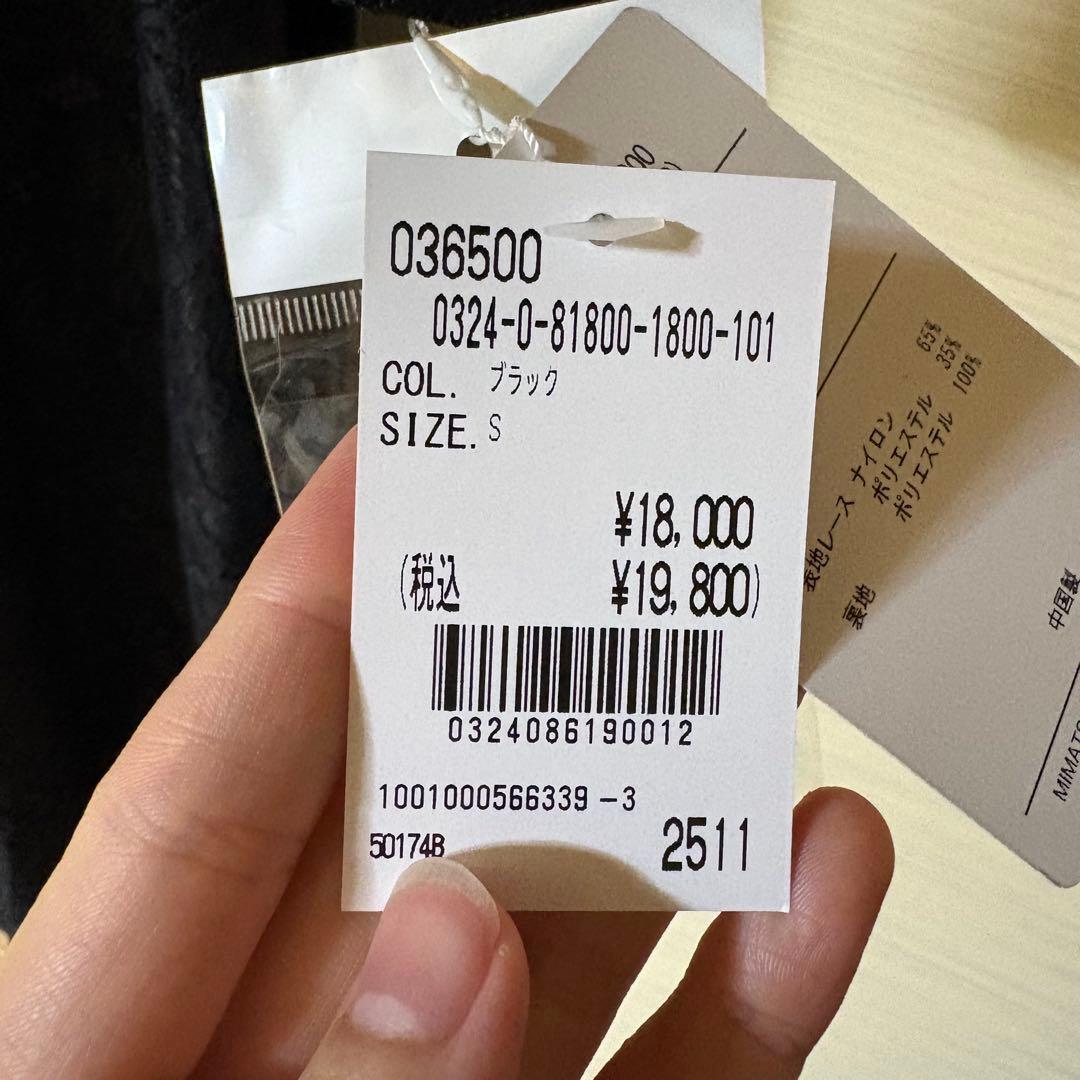 036500
0324-0-81800-1800-101
COL. ブラック
SIZE. S
¥18,000
(税込 ¥19,800)
0324086190012
1001000566339-3
50174B
2511
表地レース ナイロン 65%
ポリエステル 35%
裏地 ポリエステル 100%
中国製